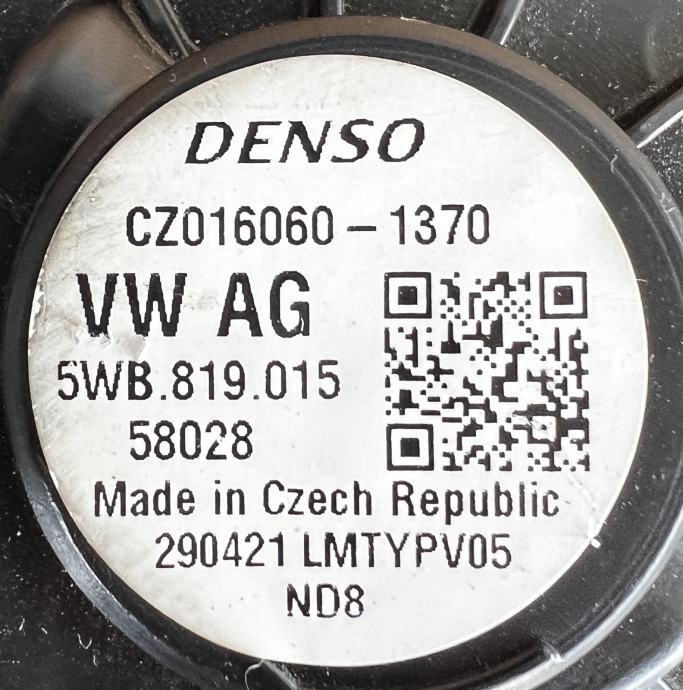 DENSO
CZ016060-1370
VW AG
5WB.819.015
58028
Made in Czech Republic
290421 LMTYPV05
ND8